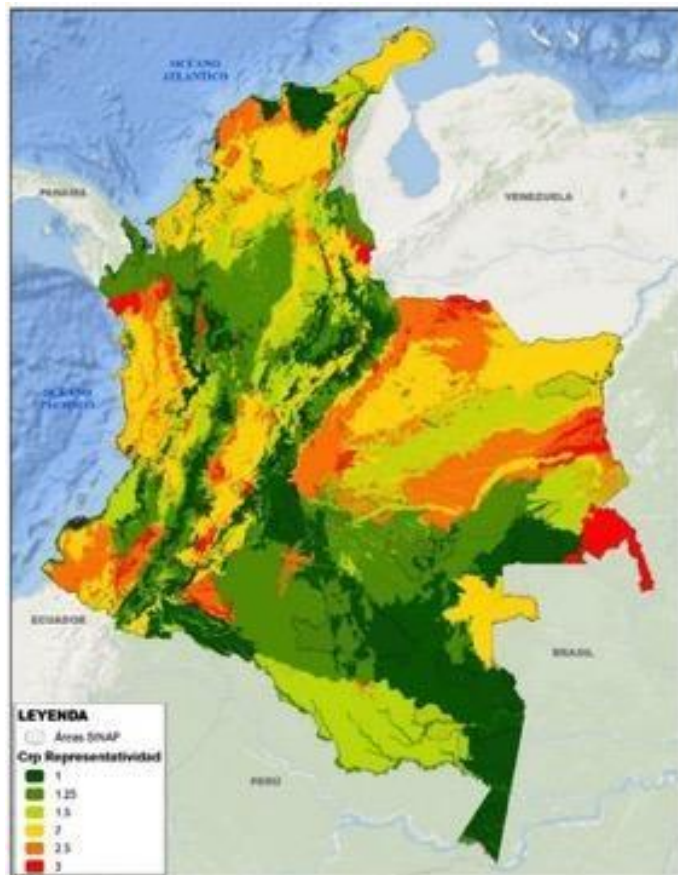 OCEANO
ATLANTICO
PANAMA
VENEZUELA
OCEANO
PACIFICO
ECUADOR
BRASIL
PERU
LEYENDA
Áreas SINAP
Crp Representatividad
1
1.25
1.5
2
2.5
3